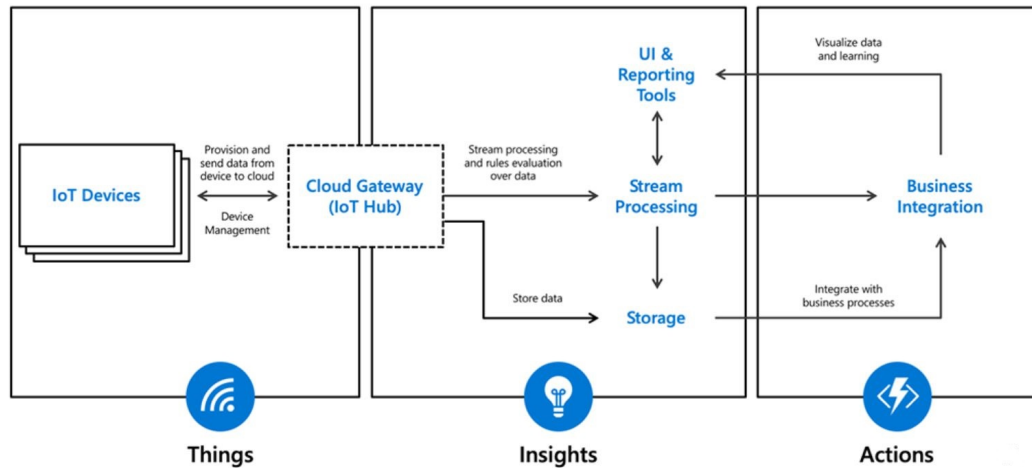 UI &
Reporting
Tools
Visualize data
and learning
Provision and
send data from
device to cloud
Stream processing
and rules evaluation
over data
IoT Devices
Cloud Gateway
(IoT Hub)
Stream
Processing
Business
Integration
Device
Management
Store data
Storage
Integrate with
business processes
Things
Insights
Actions